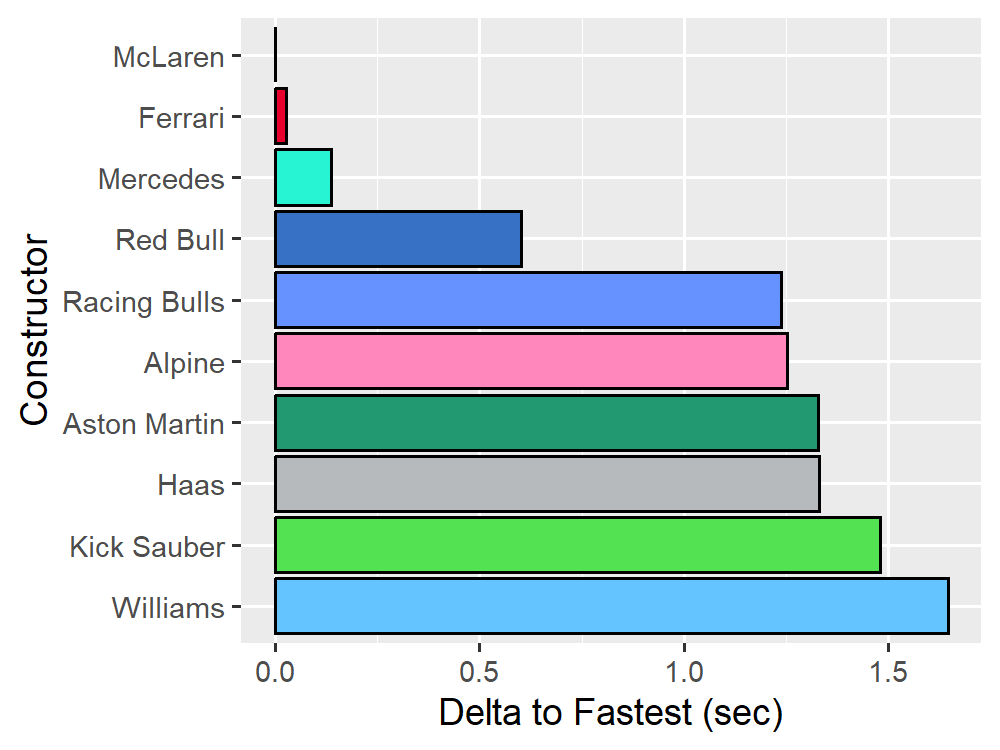 McLaren
Ferrari
Mercedes
Red Bull
Racing Bulls
Alpine
Aston Martin
Haas
Kick Sauber
Williams
Constructor
0.0 0.5 1.0 1.5
Delta to Fastest (sec)